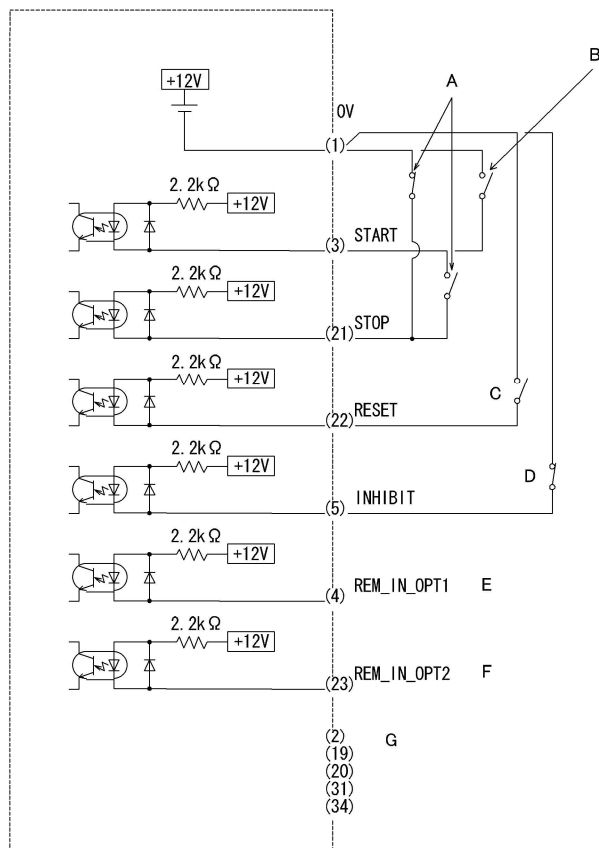 +12V
A
B
0V
(1)
2.2kΩ
+12V
(3)
START
2.2kΩ
+12V
(21)
STOP
2.2kΩ
+12V
C
(22)
RESET
2.2kΩ
+12V
D
(5)
INHIBIT
2.2kΩ
+12V
(4)
REM_IN_OPT1
E
2.2kΩ
+12V
(23)
REM_IN_OPT2
F
(2)
G
(19)
(20)
(31)
(34)